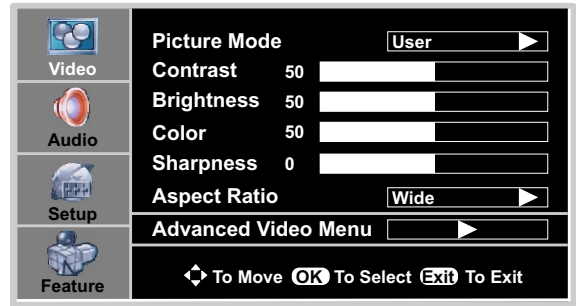 Video
Audio
Setup
Feature
Picture Mode User
Contrast 50
Brightness 50
Color 50
Sharpness 0
Aspect Ratio Wide
Advanced Video Menu
To Move OK To Select Exit To Exit